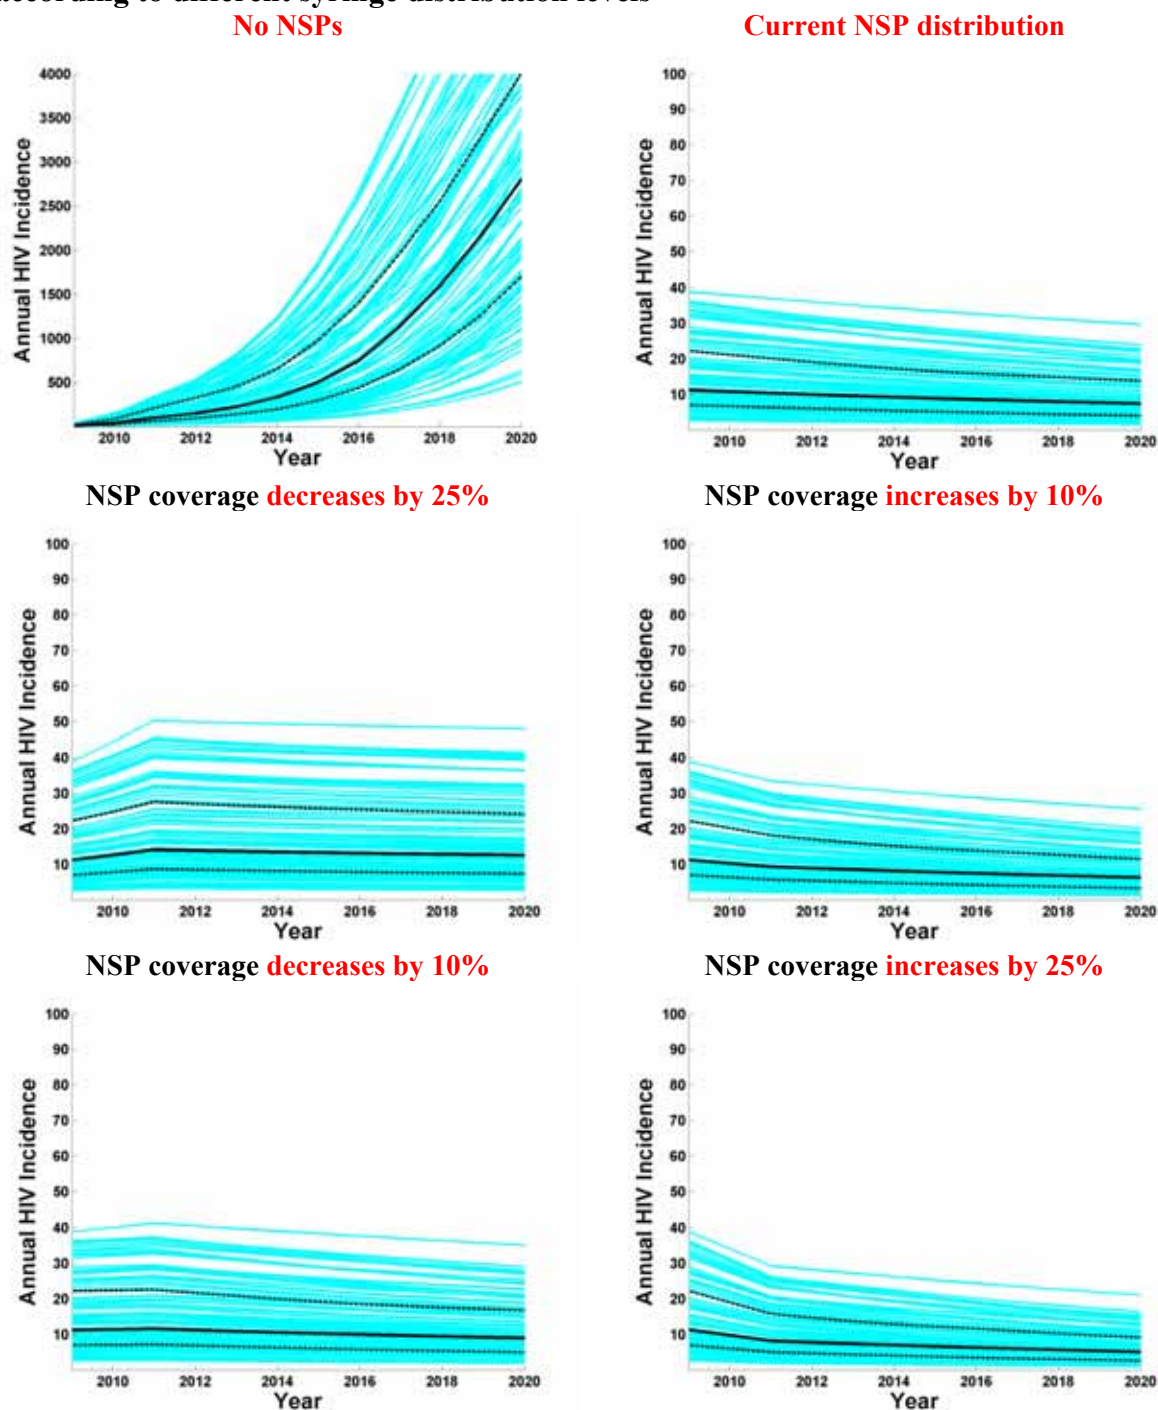 according to different syringe distribution levels
No NSPs
Current NSP distribution
4000
3500
3000
2500
2000
1500
1000
500
Annual HIV Incidence
2010 2012 2014 2016 2018 2020
Year
100
90
80
70
60
50
40
30
20
10
Annual HIV Incidence
2010 2012 2014 2016 2018 2020
Year
NSP coverage decreases by 25%
NSP coverage increases by 10%
100
90
80
70
60
50
40
30
20
10
Annual HIV Incidence
2010 2012 2014 2016 2018 2020
Year
100
90
80
70
60
50
40
30
20
10
Annual HIV Incidence
2010 2012 2014 2016 2018 2020
Year
NSP coverage decreases by 10%
NSP coverage increases by 25%
100
90
80
70
60
50
40
30
20
10
Annual HIV Incidence
2010 2012 2014 2016 2018 2020
Year
100
90
80
70
60
50
40
30
20
10
Annual HIV Incidence
2010 2012 2014 2016 2018 2020
Year